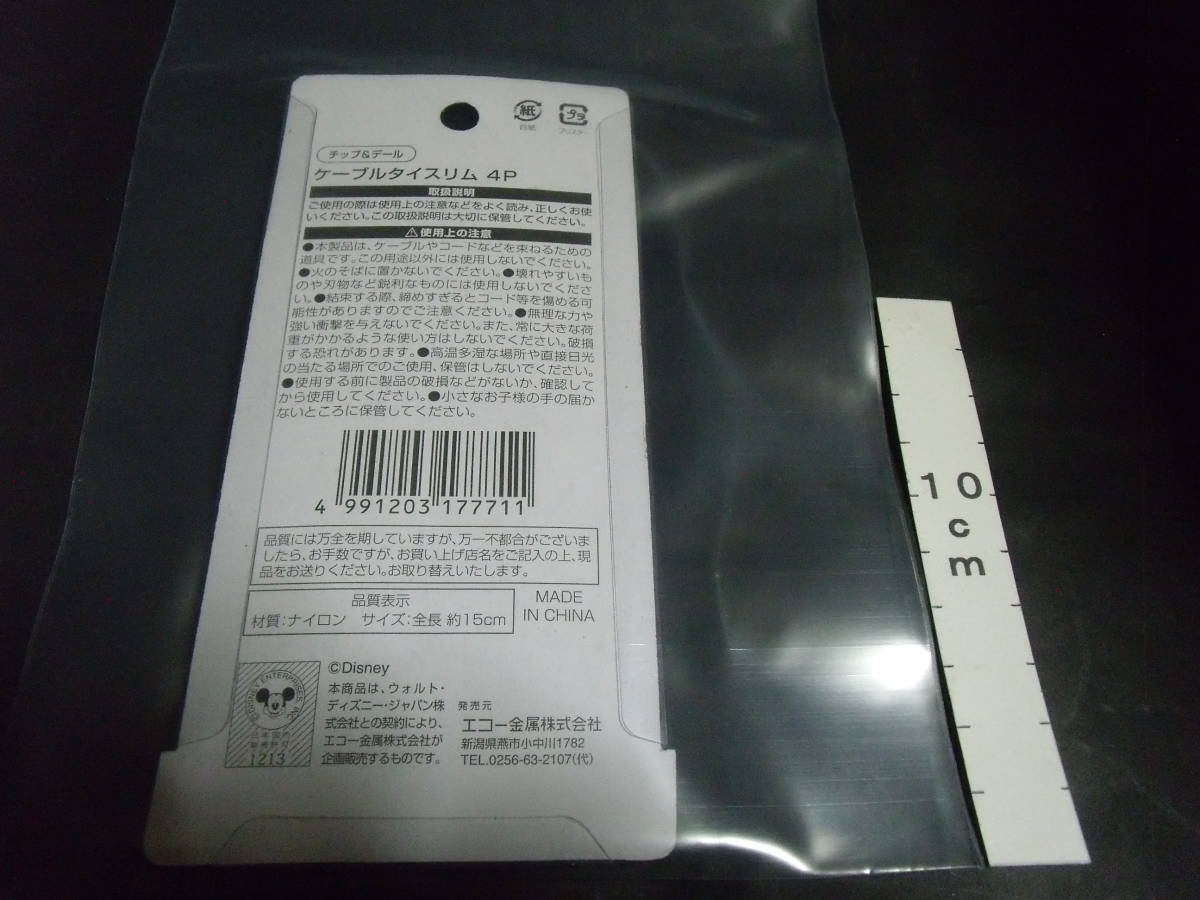 紙
台紙
プラ
ブリスター
チップ&デール
ケーブルタイスリム 4P
取扱説明
ご使用の際は使用上の注意などをよく読み、正しくお使
いください。この取扱説明は大切に保管してください。
⚠使用上の注意
●本製品は、ケーブルやコードなどを束ねるための
道具です。この用途以外には使用しないでください。
●火のそばに置かないでください。●壊れやすいも
のや刃物など鋭利なものには使用しないでくださ
い。●結束する際、締めすぎるとコード等を傷める可
能性がありますのでご注意ください。●無理な力や
強い衝撃を与えないでください。また、常に大きな荷
重がかかるような使い方はしないでください。破損
する恐れがあります。●高温多湿な場所や直接日光
の当たる場所でのご使用、保管はしないでください。
●使用する前に製品の破損などがないか、確認して
から使用してください。●小さなお子様の手の届か
ないところに保管してください。
4 991203 177711
品質には万全を期していますが、万一不都合がございま
したら、お手数ですが、お買い上げ店名をご記入の上、現
品をお送りください。お取り替えいたします。
品質表示
材質:ナイロン サイズ:全長 約15cm
MADE
IN CHINA
©Disney
本商品は、ウォルト・
ディズニー・ジャパン株
式会社との契約により、
エコー金属株式会社が
企画販売するものです。
発売元
エコー金属株式会社
新潟県燕市小中川1782
TEL.0256-63-2107(代)
©DISNEY ENTERPRISES, INC.
日本国内
1213
10
cm